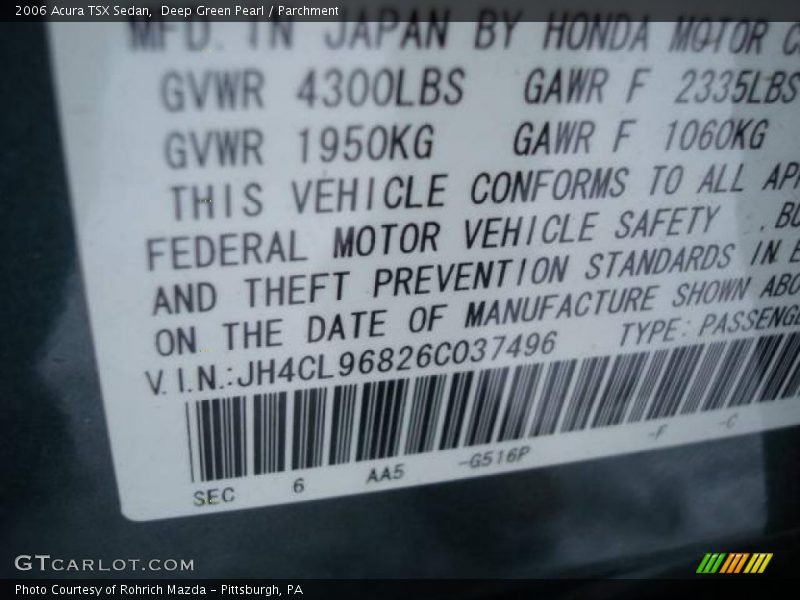 2006 Acura TSX Sedan, Deep Green Pearl / Parchment
MFD. IN JAPAN BY HONDA MOTOR C
GVWR 4300LBS GAWR F 2335LBS
GVWR 1950KG GAWR F 1060KG
THIS VEHICLE CONFORMS TO ALL APP
FEDERAL MOTOR VEHICLE SAFETY .BU
AND THEFT PREVENTION STANDARDS IN E
ON THE DATE OF MANUFACTURE SHOWN ABO
V.I.N.:JH4CL96826C037496 TYPE: PASSENGE
SEC 6 AA5 -G516P -F -C
GTCARLOT.COM
Photo Courtesy of Rohrich Mazda - Pittsburgh, PA